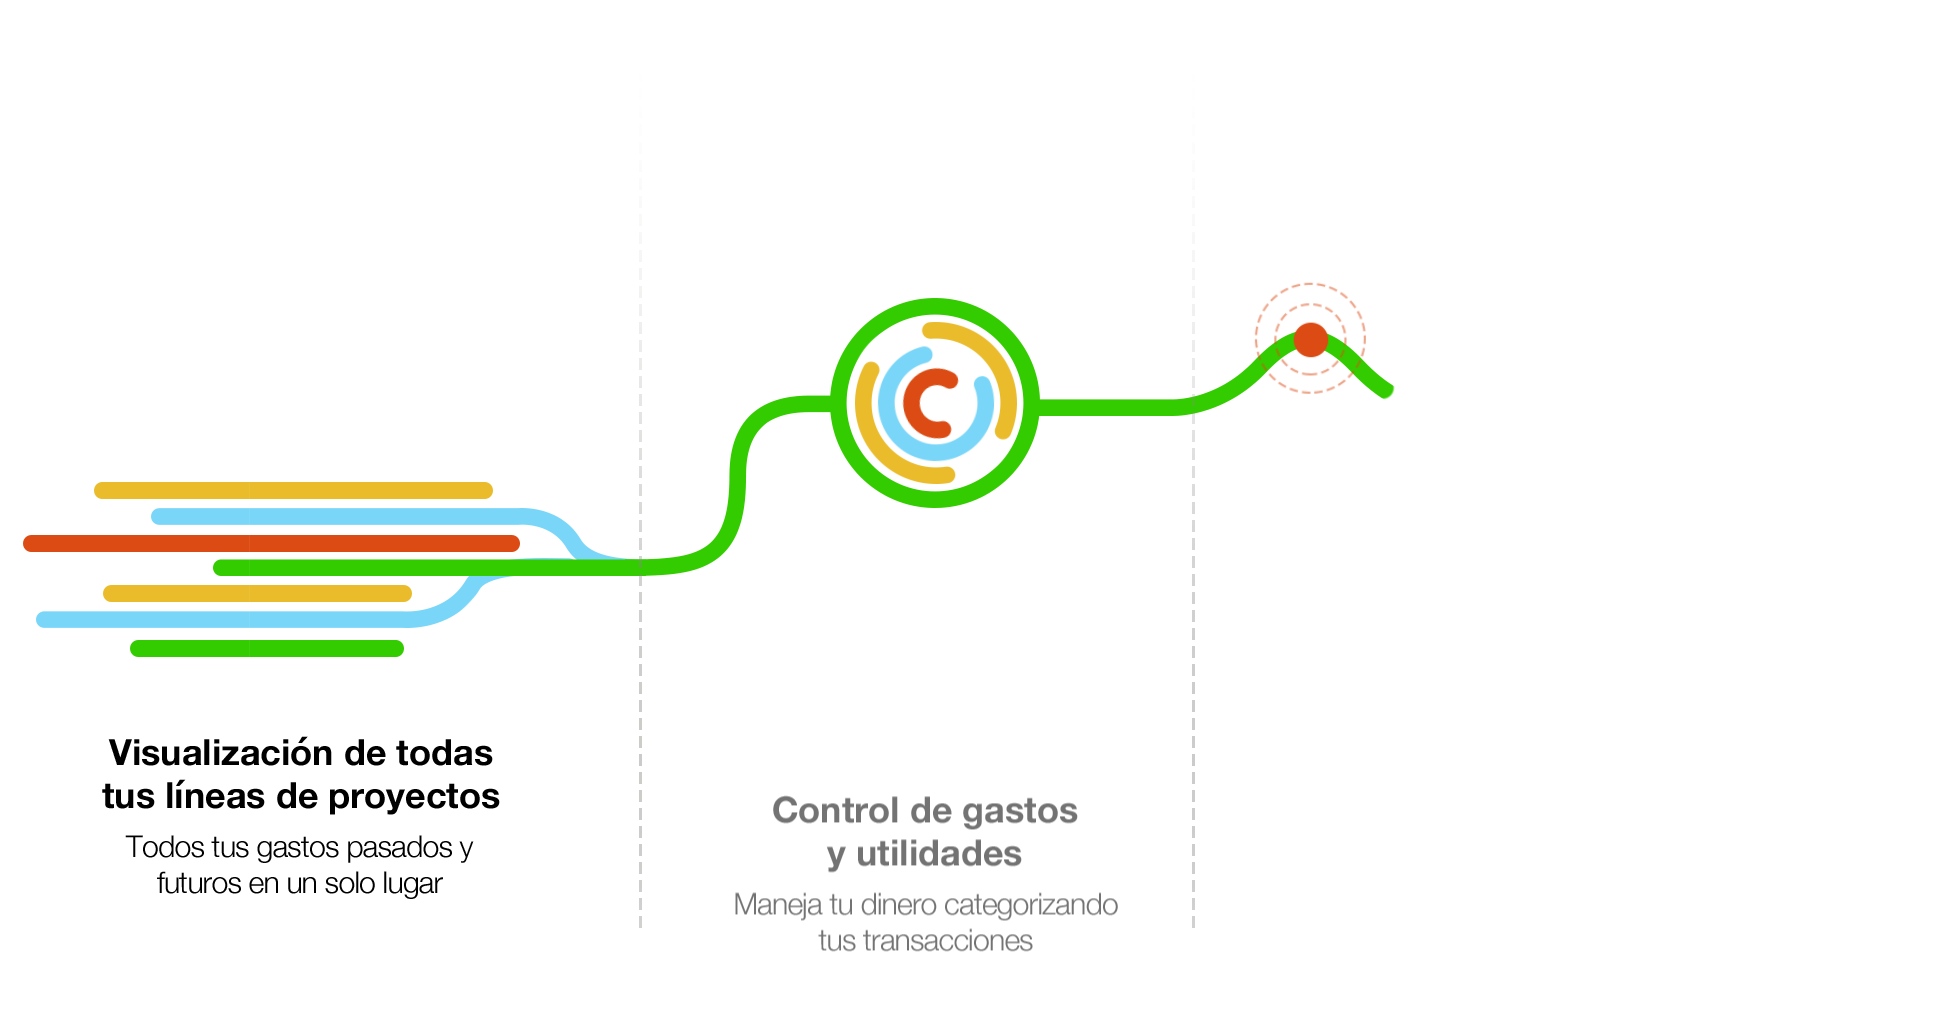 Visualización de todas
tus líneas de proyectos
Todos tus gastos pasados y
futuros en un solo lugar
Control de gastos
y utilidades
Maneja tu dinero categorizando
tus transacciones